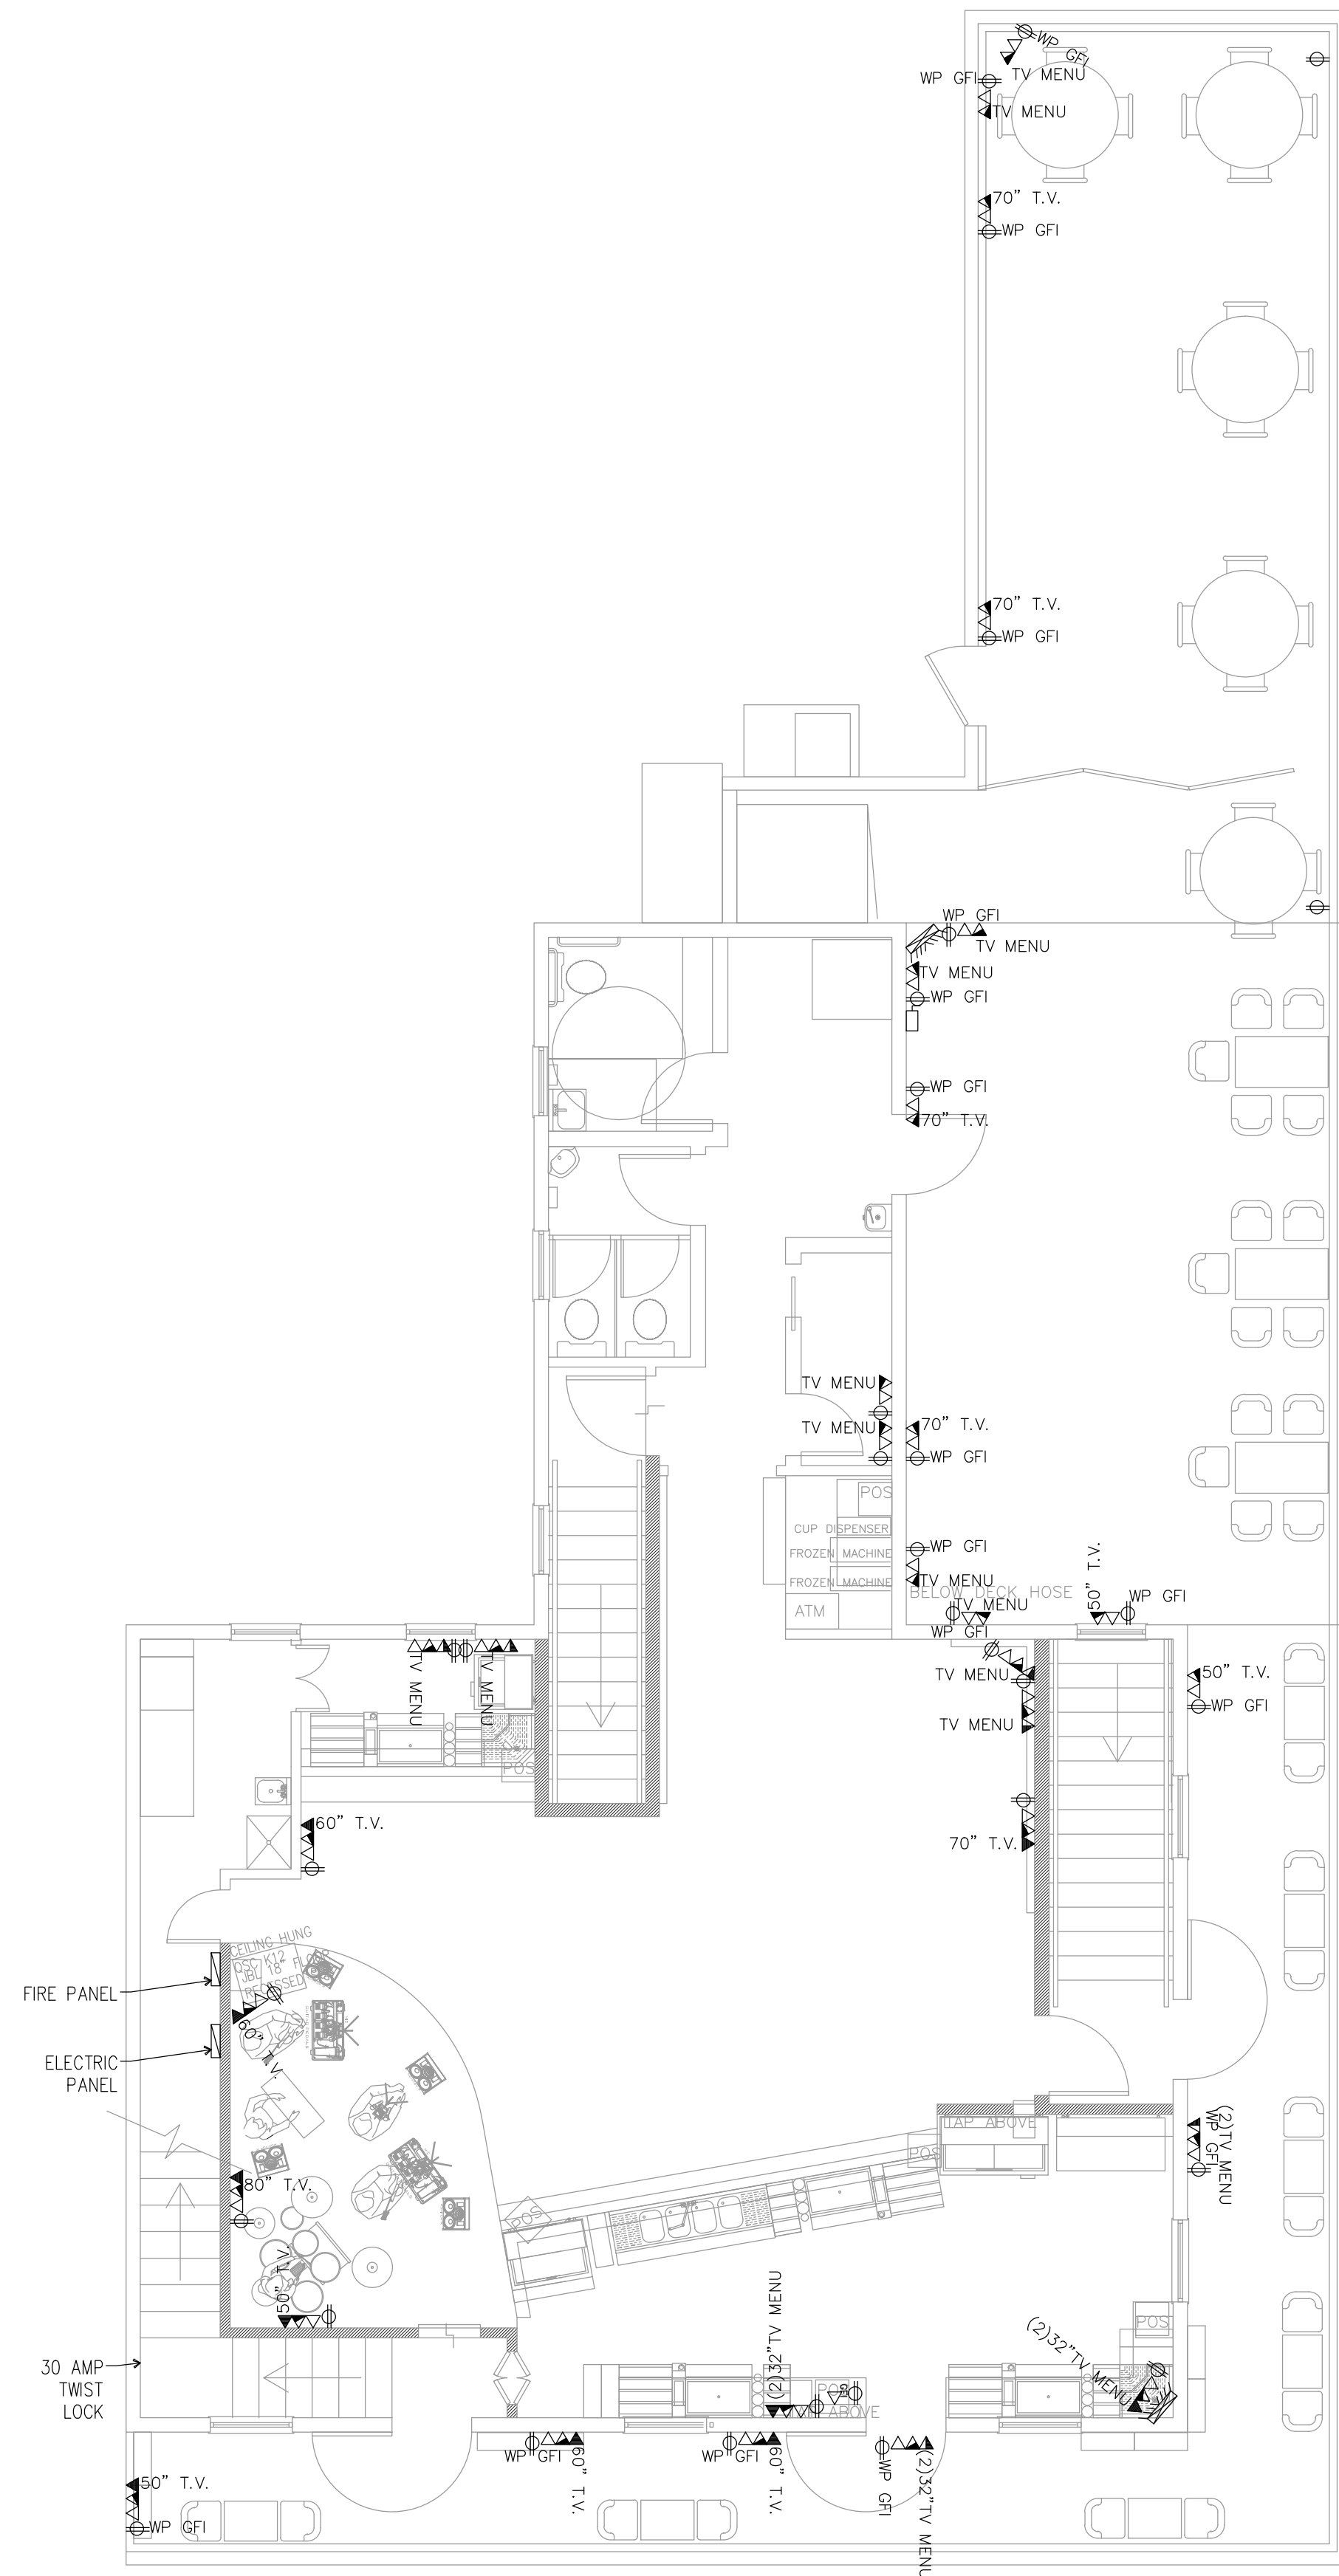 WP GFI
TV MENU
WP GFI
TV MENU
70" T.V.
WP GFI
70" T.V.
WP GFI
WP GFI
TV MENU
TV MENU
WP GFI
WP GFI
70" T.V.
TV MENU
TV MENU
70" T.V.
WP GFI
POS
CUP DISPENSER
FROZEN MACHINE
FROZEN MACHINE
ATM
WP GFI
TV MENU
BELOW DECK HOSE
TV MENU
WP GFI
50" T.V.
WP GFI
TV MENU
TV MENU
TV MENU
TV MENU
50" T.V.
WP GFI
POS
60" T.V.
70" T.V.
CEILING HUNG
QSC K12
JBL 18" FLOOR
RECESSED
FIRE PANEL
60" T.V.
ELECTRIC
PANEL
80" T.V.
50" T.V.
TAP ABOVE
POS
POS
(2)TV MENU
WP GFI
30 AMP
TWIST
LOCK
(2)32"TV MENU
POS
ABOVE
(2)32"TV MENU
POS
WP GFI
60" T.V.
WP GFI
60" T.V.
WP GFI
(2)32"TV MENU
50" T.V.
WP GFI